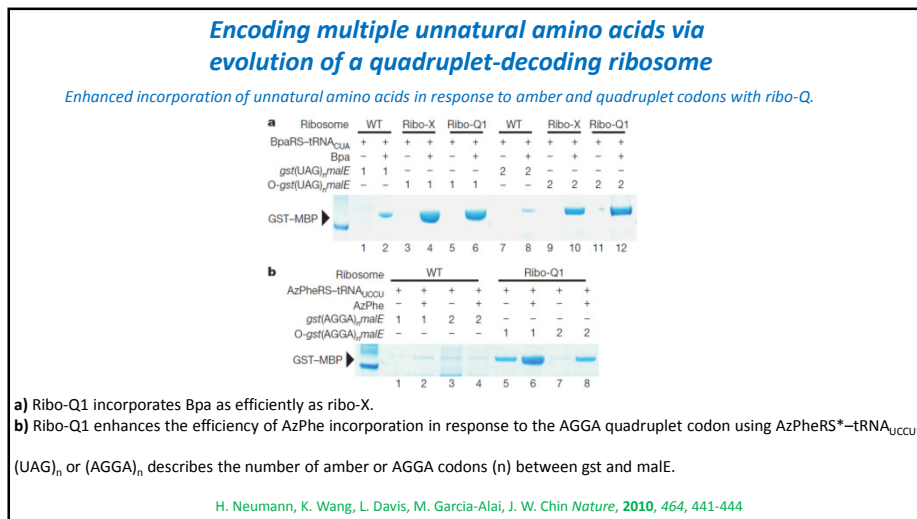 Encoding multiple unnatural amino acids via
evolution of a quadruplet-decoding ribosome
Enhanced incorporation of unnatural amino acids in response to amber and quadruplet codons with ribo-Q.
a Ribosome WT Ribo-X Ribo-Q1 WT Ribo-X Ribo-Q1
BpaRS–tRNACUA + + + + + + + + + + + +
Bpa – + – + – + – + – + – +
gst(UAG)nmalE 1 1 – – – – 2 2 – – – –
O-gst(UAG)nmalE – – 1 1 1 1 – – 2 2 2 2
GST–MBP
1 2 3 4 5 6 7 8 9 10 11 12
b Ribosome WT Ribo-Q1
AzPheRS–tRNAUCCU + + + + + + + +
AzPhe – + – + – + – +
gst(AGGA)nmalE 1 1 2 2 – – – –
O-gst(AGGA)nmalE – – – – 1 1 2 2
GST–MBP
1 2 3 4 5 6 7 8
a) Ribo-Q1 incorporates Bpa as efficiently as ribo-X.
b) Ribo-Q1 enhances the efficiency of AzPhe incorporation in response to the AGGA quadruplet codon using AzPheRS*–tRNAUCCU
(UAG)n or (AGGA)n describes the number of amber or AGGA codons (n) between gst and malE.
H. Neumann, K. Wang, L. Davis, M. Garcia-Alai, J. W. Chin Nature, 2010, 464, 441-444